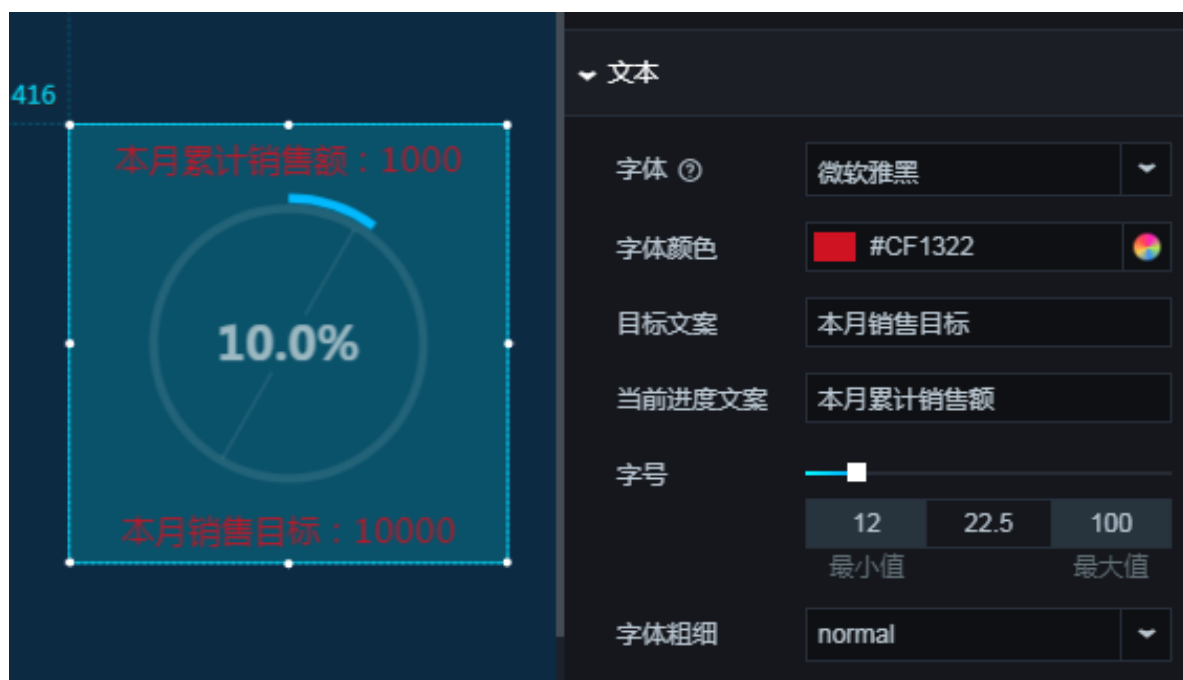 416
本月累计销售额：1000
10.0%
本月销售目标：10000
文本
字体 ?
微软雅黑
字体颜色
#CF1322
目标文案
本月销售目标
当前进度文案
本月累计销售额
字号
12 22.5 100
最小值 最大值
字体粗细
normal